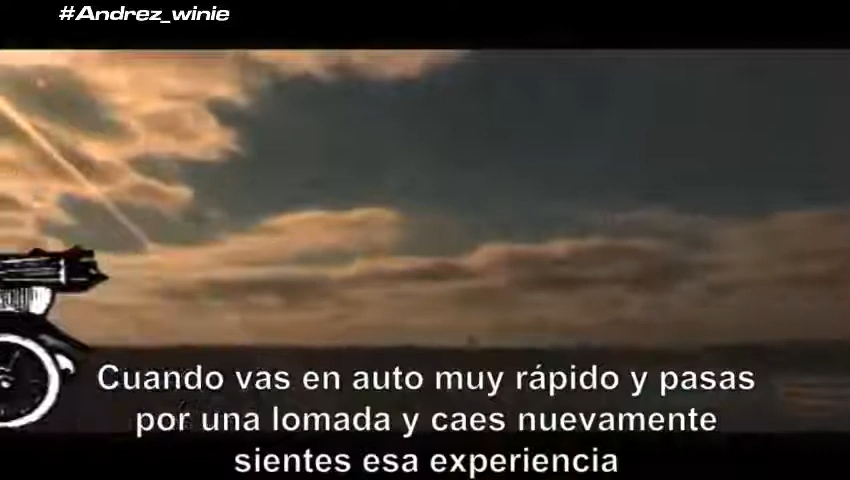 #Andrez_winie
Cuando vas en auto muy rápido y pasas
por una lomada y caes nuevamente
sientes esa experiencia